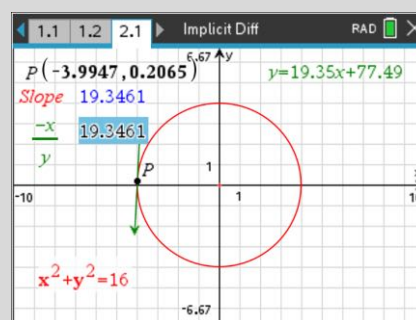 1.1 1.2 2.1 Implicit Diff RAD
6.67 y
P(-3.9947,0.2065) y=19.35x+77.49
Slope 19.3461
-x
y
19.3461
P
1
-10 1 1
x²+y²=16
-6.67